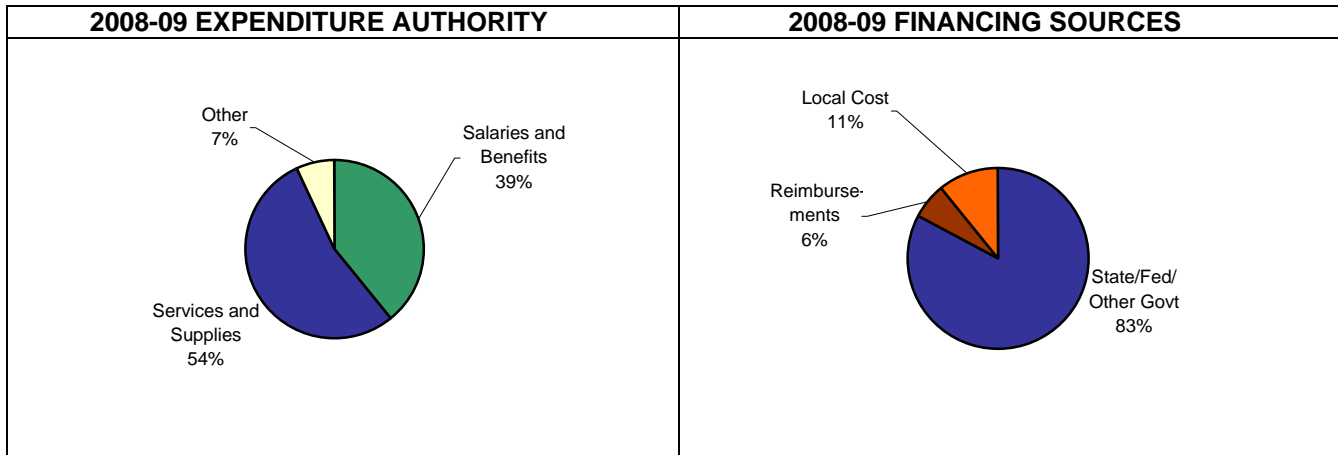 2008-09 EXPENDITURE AUTHORITY
Other
7%
Salaries and
Benefits
39%
Services and
Supplies
54%
2008-09 FINANCING SOURCES
Local Cost
11%
Reimburse-
ments
6%
State/Fed/
Other Govt
83%